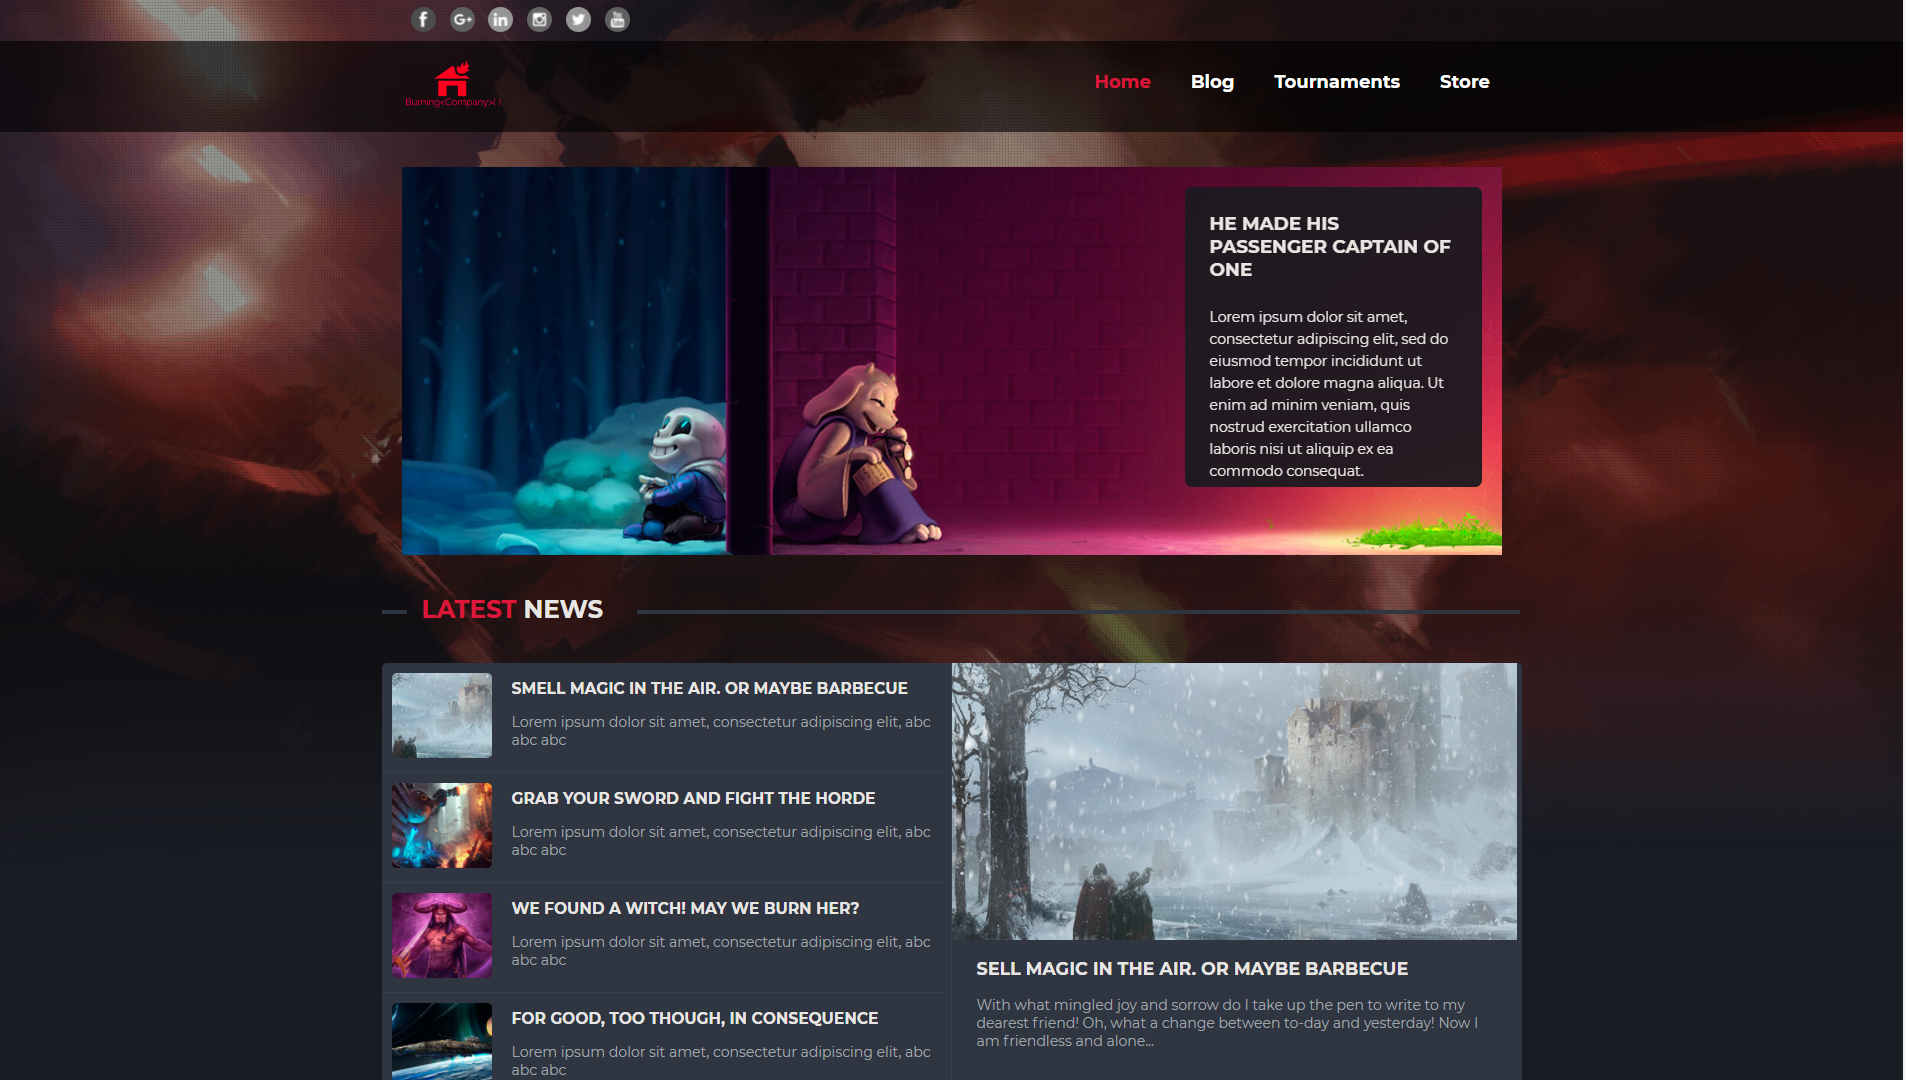 Burning<Company>( )
Home Blog Tournaments Store
HE MADE HIS
PASSENGER CAPTAIN OF
ONE
Lorem ipsum dolor sit amet,
consectetur adipiscing elit, sed do
eiusmod tempor incididunt ut
labore et dolore magna aliqua. Ut
enim ad minim veniam, quis
nostrud exercitation ullamco
laboris nisi ut aliquip ex ea
commodo consequat.
LATEST NEWS
SMELL MAGIC IN THE AIR. OR MAYBE BARBECUE
Lorem ipsum dolor sit amet, consectetur adipiscing elit, abc
abc abc
GRAB YOUR SWORD AND FIGHT THE HORDE
Lorem ipsum dolor sit amet, consectetur adipiscing elit, abc
abc abc
WE FOUND A WITCH! MAY WE BURN HER?
Lorem ipsum dolor sit amet, consectetur adipiscing elit, abc
abc abc
FOR GOOD, TOO THOUGH, IN CONSEQUENCE
Lorem ipsum dolor sit amet, consectetur adipiscing elit, abc
abc abc
SELL MAGIC IN THE AIR. OR MAYBE BARBECUE
With what mingled joy and sorrow do I take up the pen to write to my
dearest friend! Oh, what a change between to-day and yesterday! Now I
am friendless and alone...